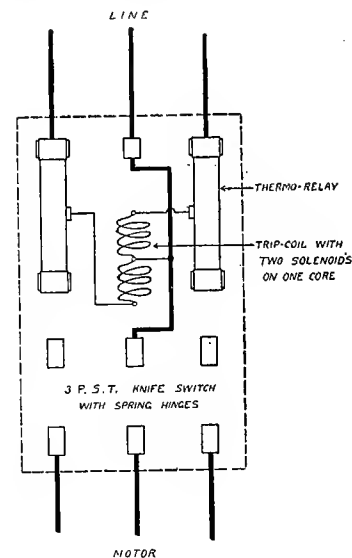 LINE
THERMO-RELAY
TRIP-COIL WITH
TWO SOLENOIDS
ON ONE CORE
3 P. S.T. KNIFE SWITCH
WITH SPRING HINGES
MOTOR